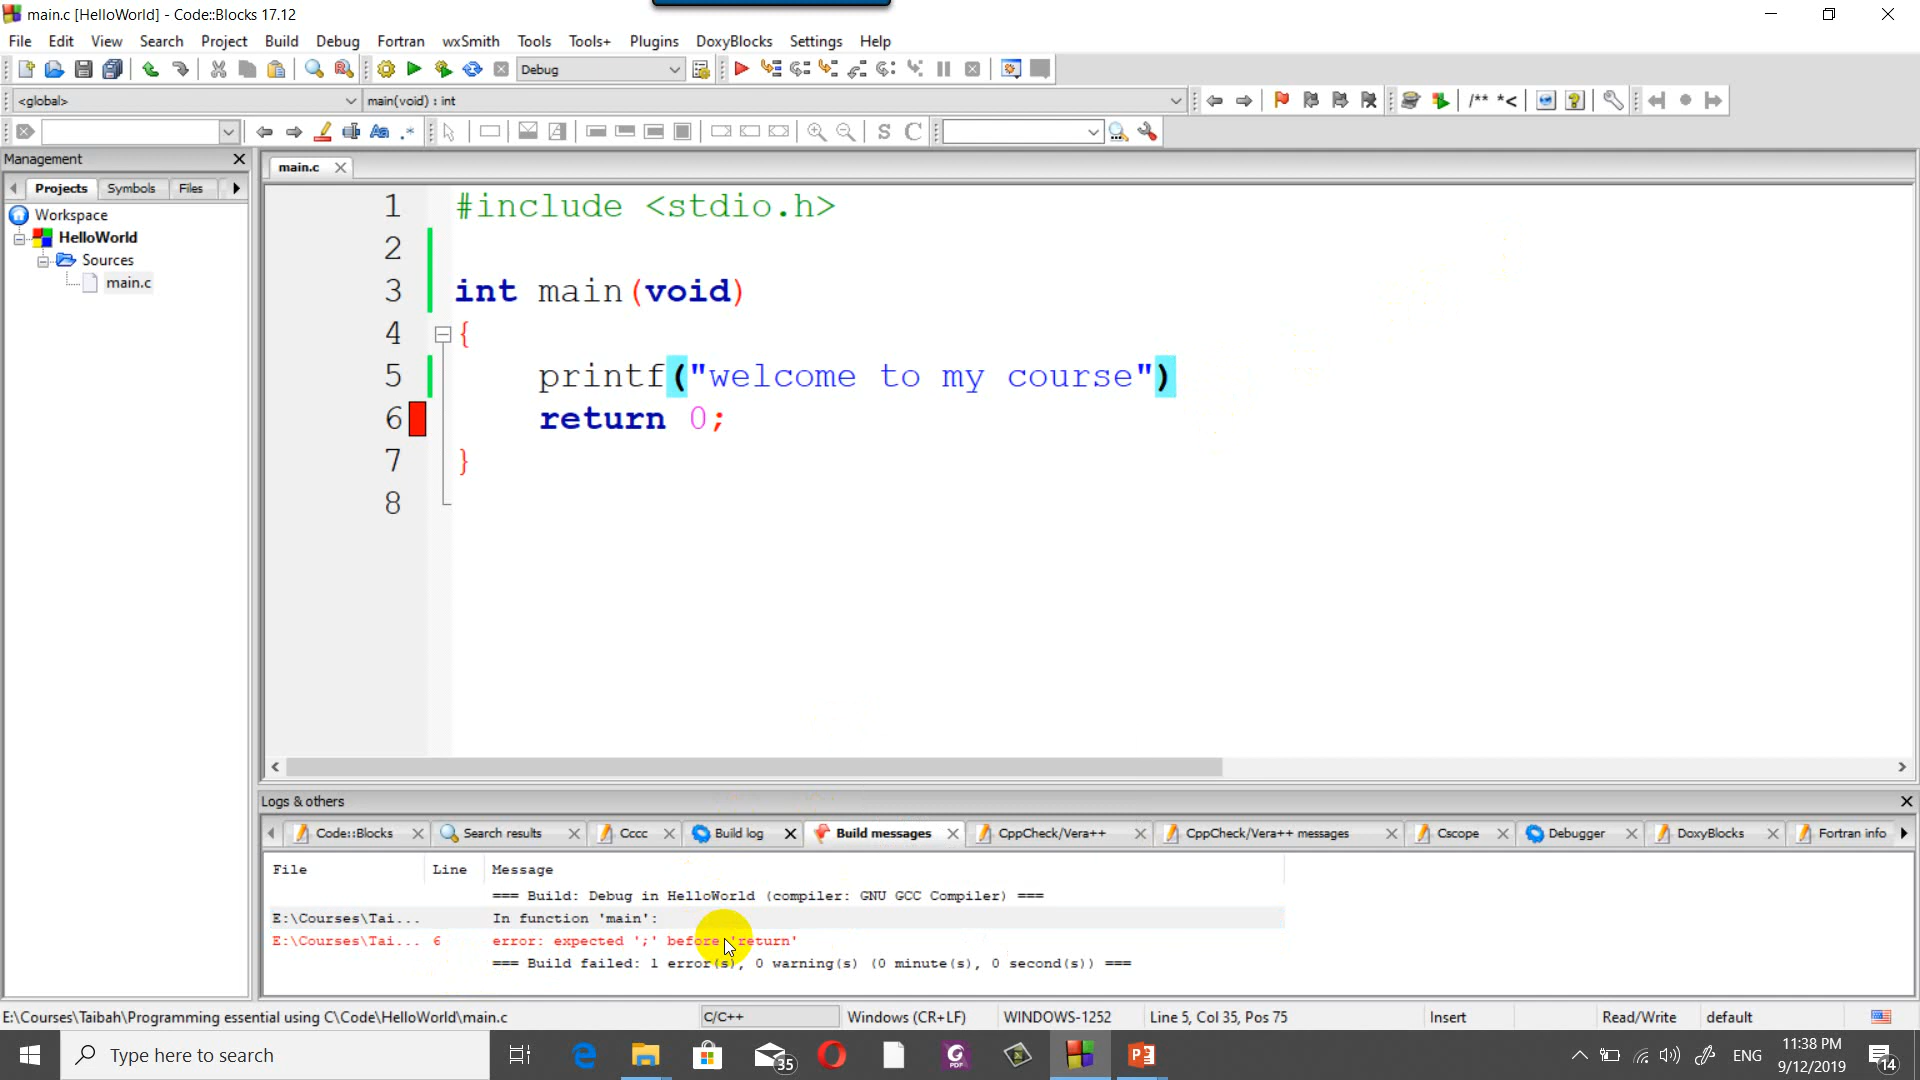 main.c [HelloWorld] - Code::Blocks 17.12
File Edit View Search Project Build Debug Fortran wxSmith Tools Tools+ Plugins DoxyBlocks Settings Help
Debug
<global> main(void) : int /** *<
Aa .* S C
Management
main.c
Projects Symbols Files
Workspace
HelloWorld
Sources
main.c
1 #include <stdio.h>
2
3 int main(void)
4 {
5 printf("welcome to my course")
6 return 0;
7 }
8
Logs & others
Code::Blocks Search results Cccc Build log Build messages CppCheck/Vera++ CppCheck/Vera++ messages Cscope Debugger DoxyBlocks Fortran info
File Line Message
=== Build: Debug in HelloWorld (compiler: GNU GCC Compiler) ===
E:\Courses\Tai... In function 'main':
E:\Courses\Tai... 6 error: expected ';' before 'return'
=== Build failed: 1 error(s), 0 warning(s) (0 minute(s), 0 second(s)) ===
E:\Courses\Taibah\Programming essential using C\Code\HelloWorld\main.c C/C++ Windows (CR+LF) WINDOWS-1252 Line 5, Col 35, Pos 75 Insert Read/Write default
Type here to search 35 ENG 11:38 PM 14
9/12/2019